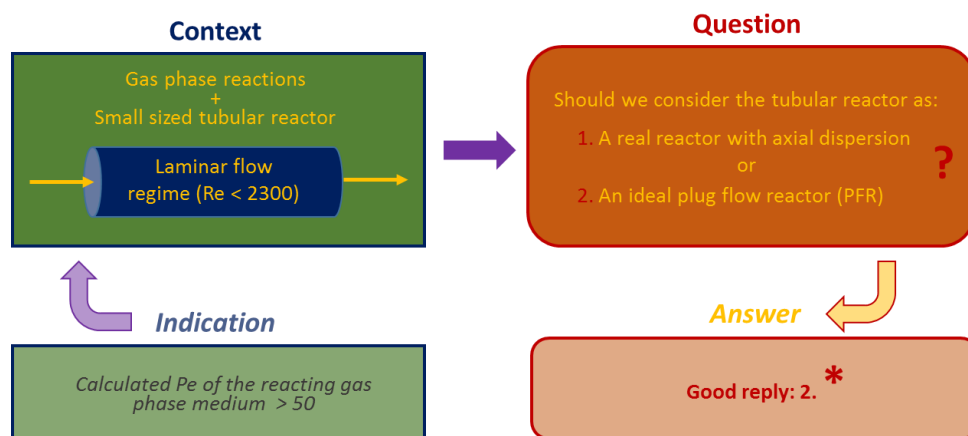 Context
Gas phase reactions
+
Small sized tubular reactor
Laminar flow
regime (Re < 2300)
Question
Should we consider the tubular reactor as:
1. A real reactor with axial dispersion
or
2. An ideal plug flow reactor (PFR)
?
Indication
Calculated Pe of the reacting gas
phase medium > 50
Answer
Good reply: 2. *